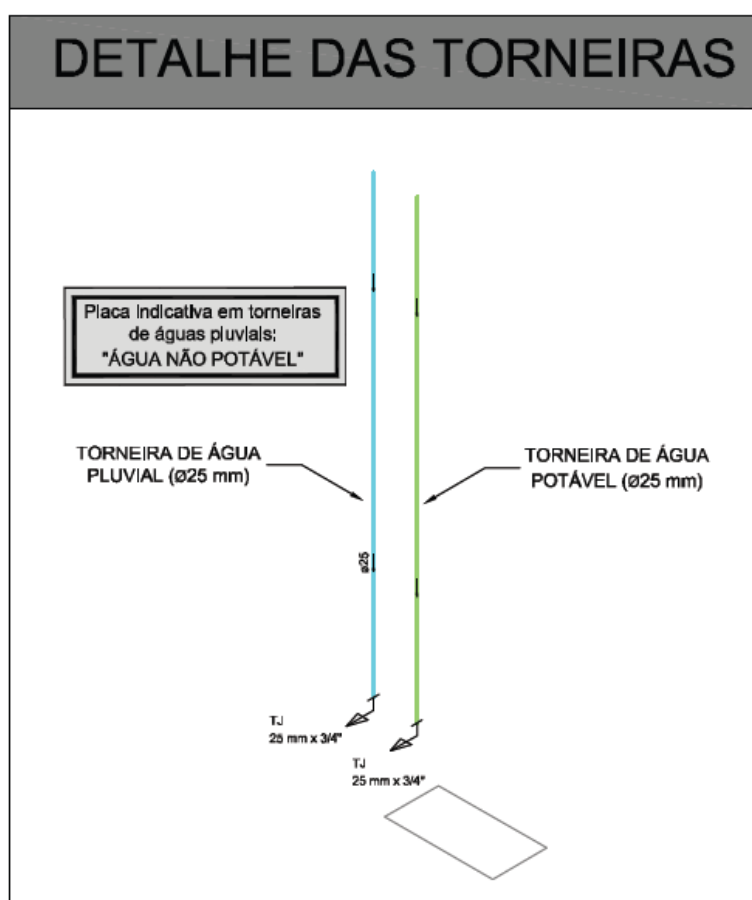 DETALHE DAS TORNEIRAS
Placa indicativa em torneiras
de águas pluviais:
"ÁGUA NÃO POTÁVEL"
TORNEIRA DE ÁGUA
PLUVIAL (Ø25 mm)
TORNEIRA DE ÁGUA
POTÁVEL (Ø25 mm)
ø25
TJ
25 mm x 3/4"
TJ
25 mm x 3/4"